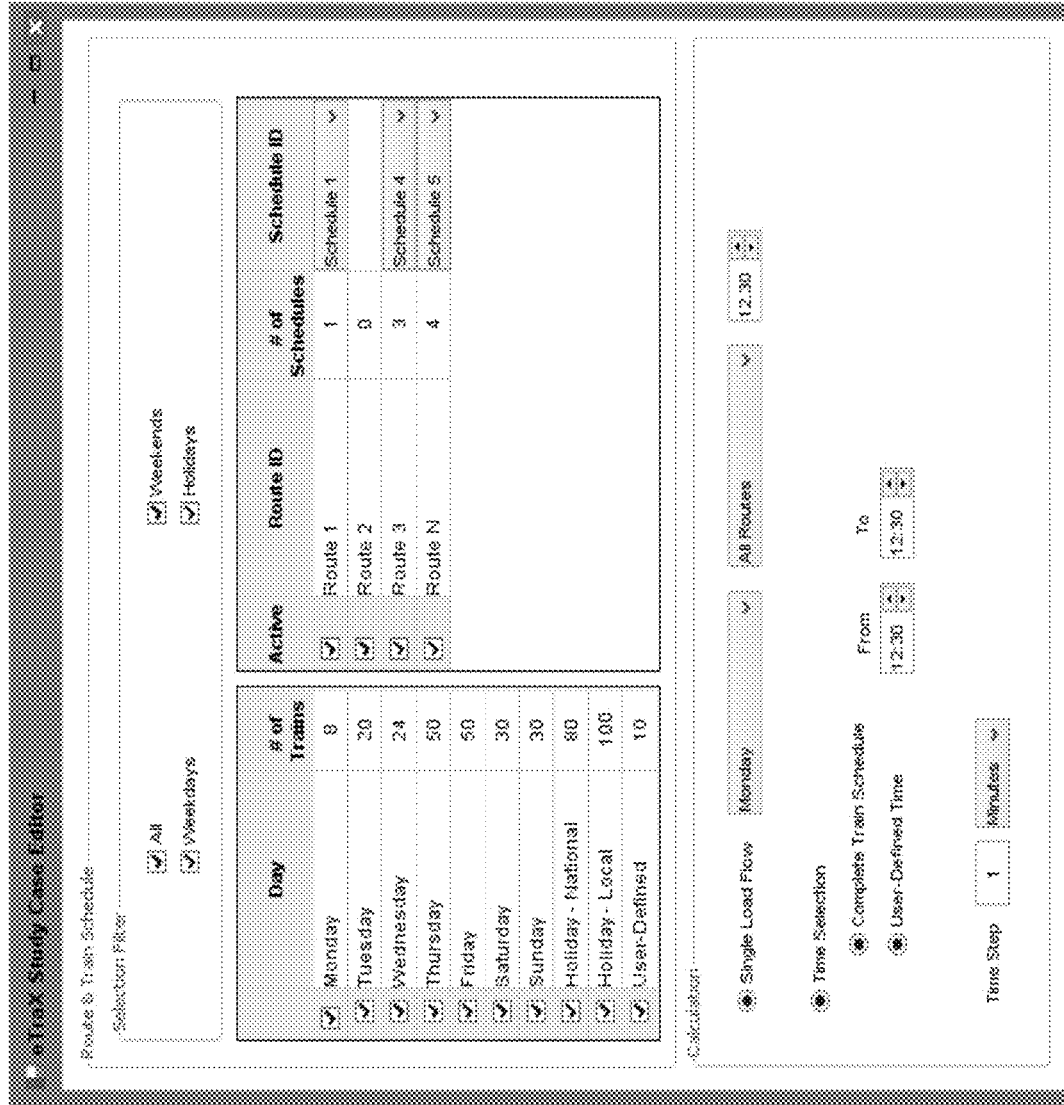 eTraX Study Case Editor
Route & Train Schedule
Selection Filter
All
Weekends
Weekdays
Holidays
Day # of Trains
Monday 8
Tuesday 20
Wednesday 24
Thursday 50
Friday 50
Saturday 30
Sunday 30
Holiday - National 80
Holiday - Local 100
User-Defined 10
Active Route ID # of Schedules Schedule ID
Route 1 1 Schedule 1
Route 2 0
Route 3 3 Schedule 4
Route N 4 Schedule 5
Calculation
Single Load Flow Monday All Routes 12:30
Time Selection
Complete Train Schedule From To
User-Defined Time 12:30 12:30
Time Step 1 Minutes